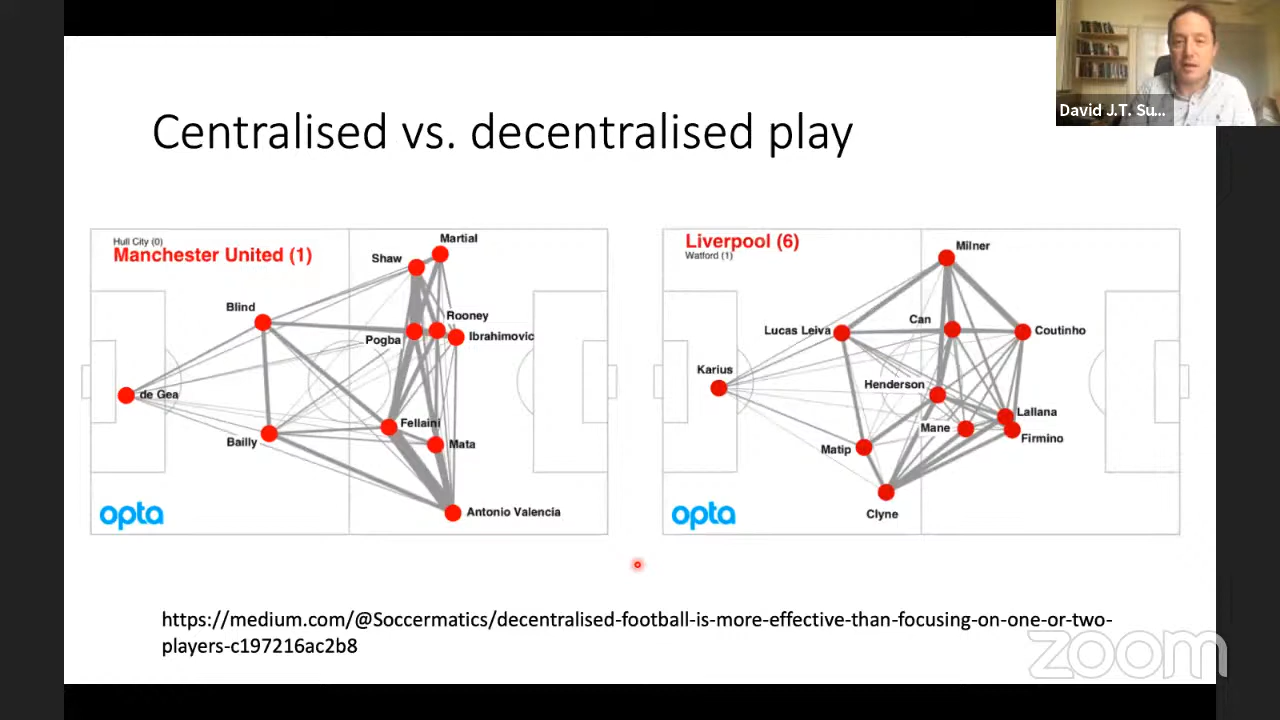 David J.T. Su...
Centralised vs. decentralised play
Hull City (0)
Manchester United (1)
Martial
Shaw
Blind
Rooney
Pogba
Ibrahimovic
de Gea
Fellaini
Bailly
Mata
Antonio Valencia
opta
Liverpool (6)
Watford (1)
Milner
Can
Lucas Leiva
Coutinho
Karius
Henderson
Lallana
Mane
Firmino
Matip
Clyne
opta
https://medium.com/@Soccermatics/decentralised-football-is-more-effective-than-focusing-on-one-or-two-
players-c197216ac2b8
zoom